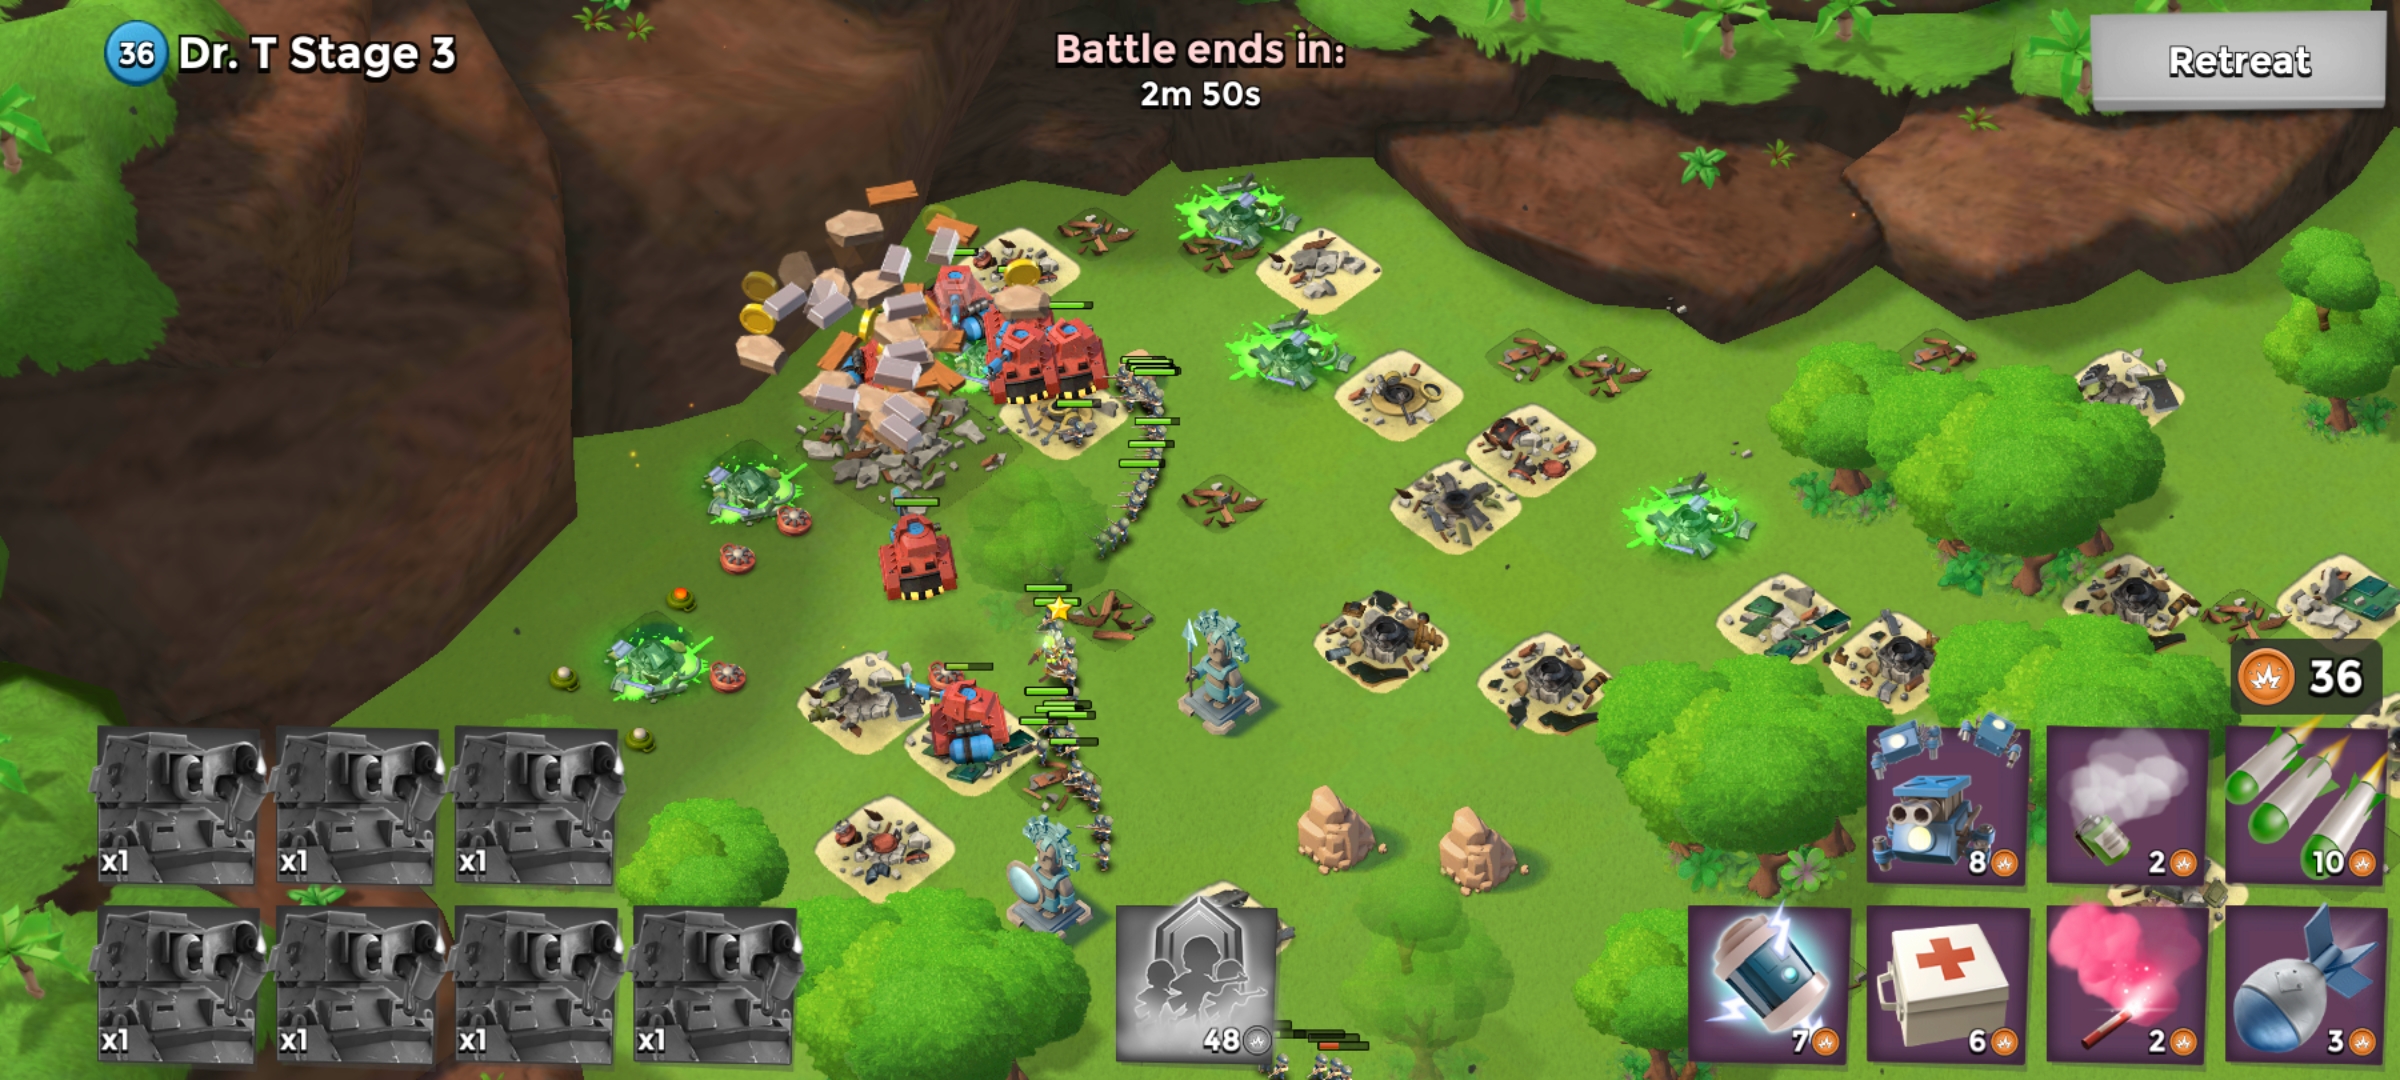 36 Dr. T Stage 3
Battle ends in:
2m 50s
Retreat
36
x1
x1
x1
8
2
10
x1
x1
x1
x1
48
7
6
2
3